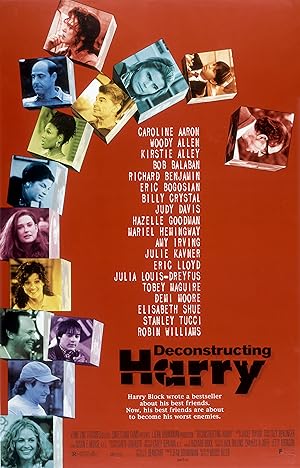 CAROLINE AARON
WOODY ALLEN
KIRSTIE ALLEY
BOB BALABAN
RICHARD BENJAMIN
ERIC BOGOSIAN
BILLY CRYSTAL
JUDY DAVIS
HAZELLE GOODMAN
MARIEL HEMINGWAY
AMY IRVING
JULIE KAVNER
ERIC LLOYD
JULIA LOUIS-DREYFUS
TOBEY MAGUIRE
DEMI MOORE
ELISABETH SHUE
STANLEY TUCCI
ROBIN WILLIAMS
Deconstructing
Harry
Harry Block wrote a bestseller
about his best friends.
Now, his best friends are about
to become his worst enemies.